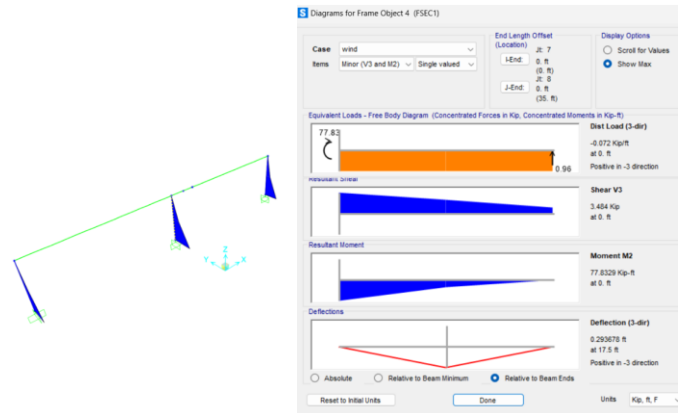 Diagrams for Frame Object 4 (FSEC1)
Case wind
Items Minor (V3 and M2) Single valued
End Length Offset
(Location)
Jt: 7
I-End: 0. ft
(0. ft)
Jt: 8
J-End: 0. ft
(35. ft)
Display Options
Scroll for Values
Show Max
Equivalent Loads - Free Body Diagram (Concentrated Forces in Kip, Concentrated Moments in Kip-ft)
77.83
0.96
Dist Load (3-dir)
-0.072 Kip/ft
at 0. ft
Positive in -3 direction
Resultant Shear
Shear V3
3.484 Kip
at 0. ft
Resultant Moment
Moment M2
77.8329 Kip-ft
at 0. ft
Deflections
Deflection (3-dir)
0.293678 ft
at 17.5 ft
Positive in -3 direction
Absolute Relative to Beam Minimum Relative to Beam Ends
Reset to Initial Units Done Units Kip, ft, F
Z
Y X